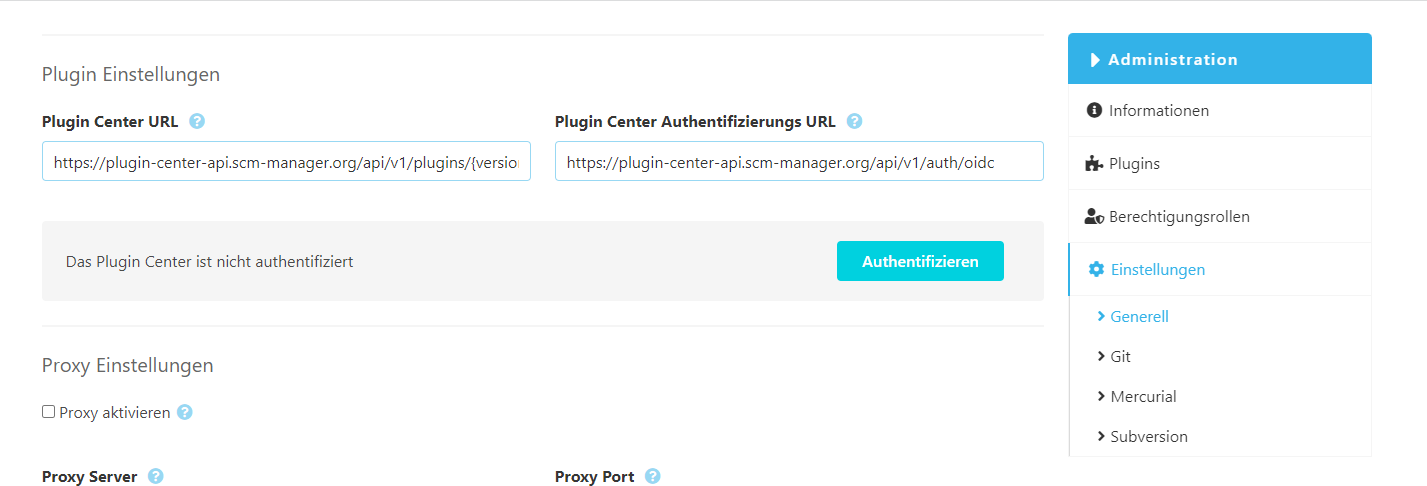 Plugin Einstellungen
Plugin Center URL ?
Plugin Center Authentifizierungs URL ?
https://plugin-center-api.scm-manager.org/api/v1/plugins/{versio
https://plugin-center-api.scm-manager.org/api/v1/auth/oidc
Das Plugin Center ist nicht authentifiziert
Authentifizieren
Proxy Einstellungen
Proxy aktivieren ?
Proxy Server ?
Proxy Port ?
Administration
Informationen
Plugins
Berechtigungsrollen
Einstellungen
Generell
Git
Mercurial
Subversion